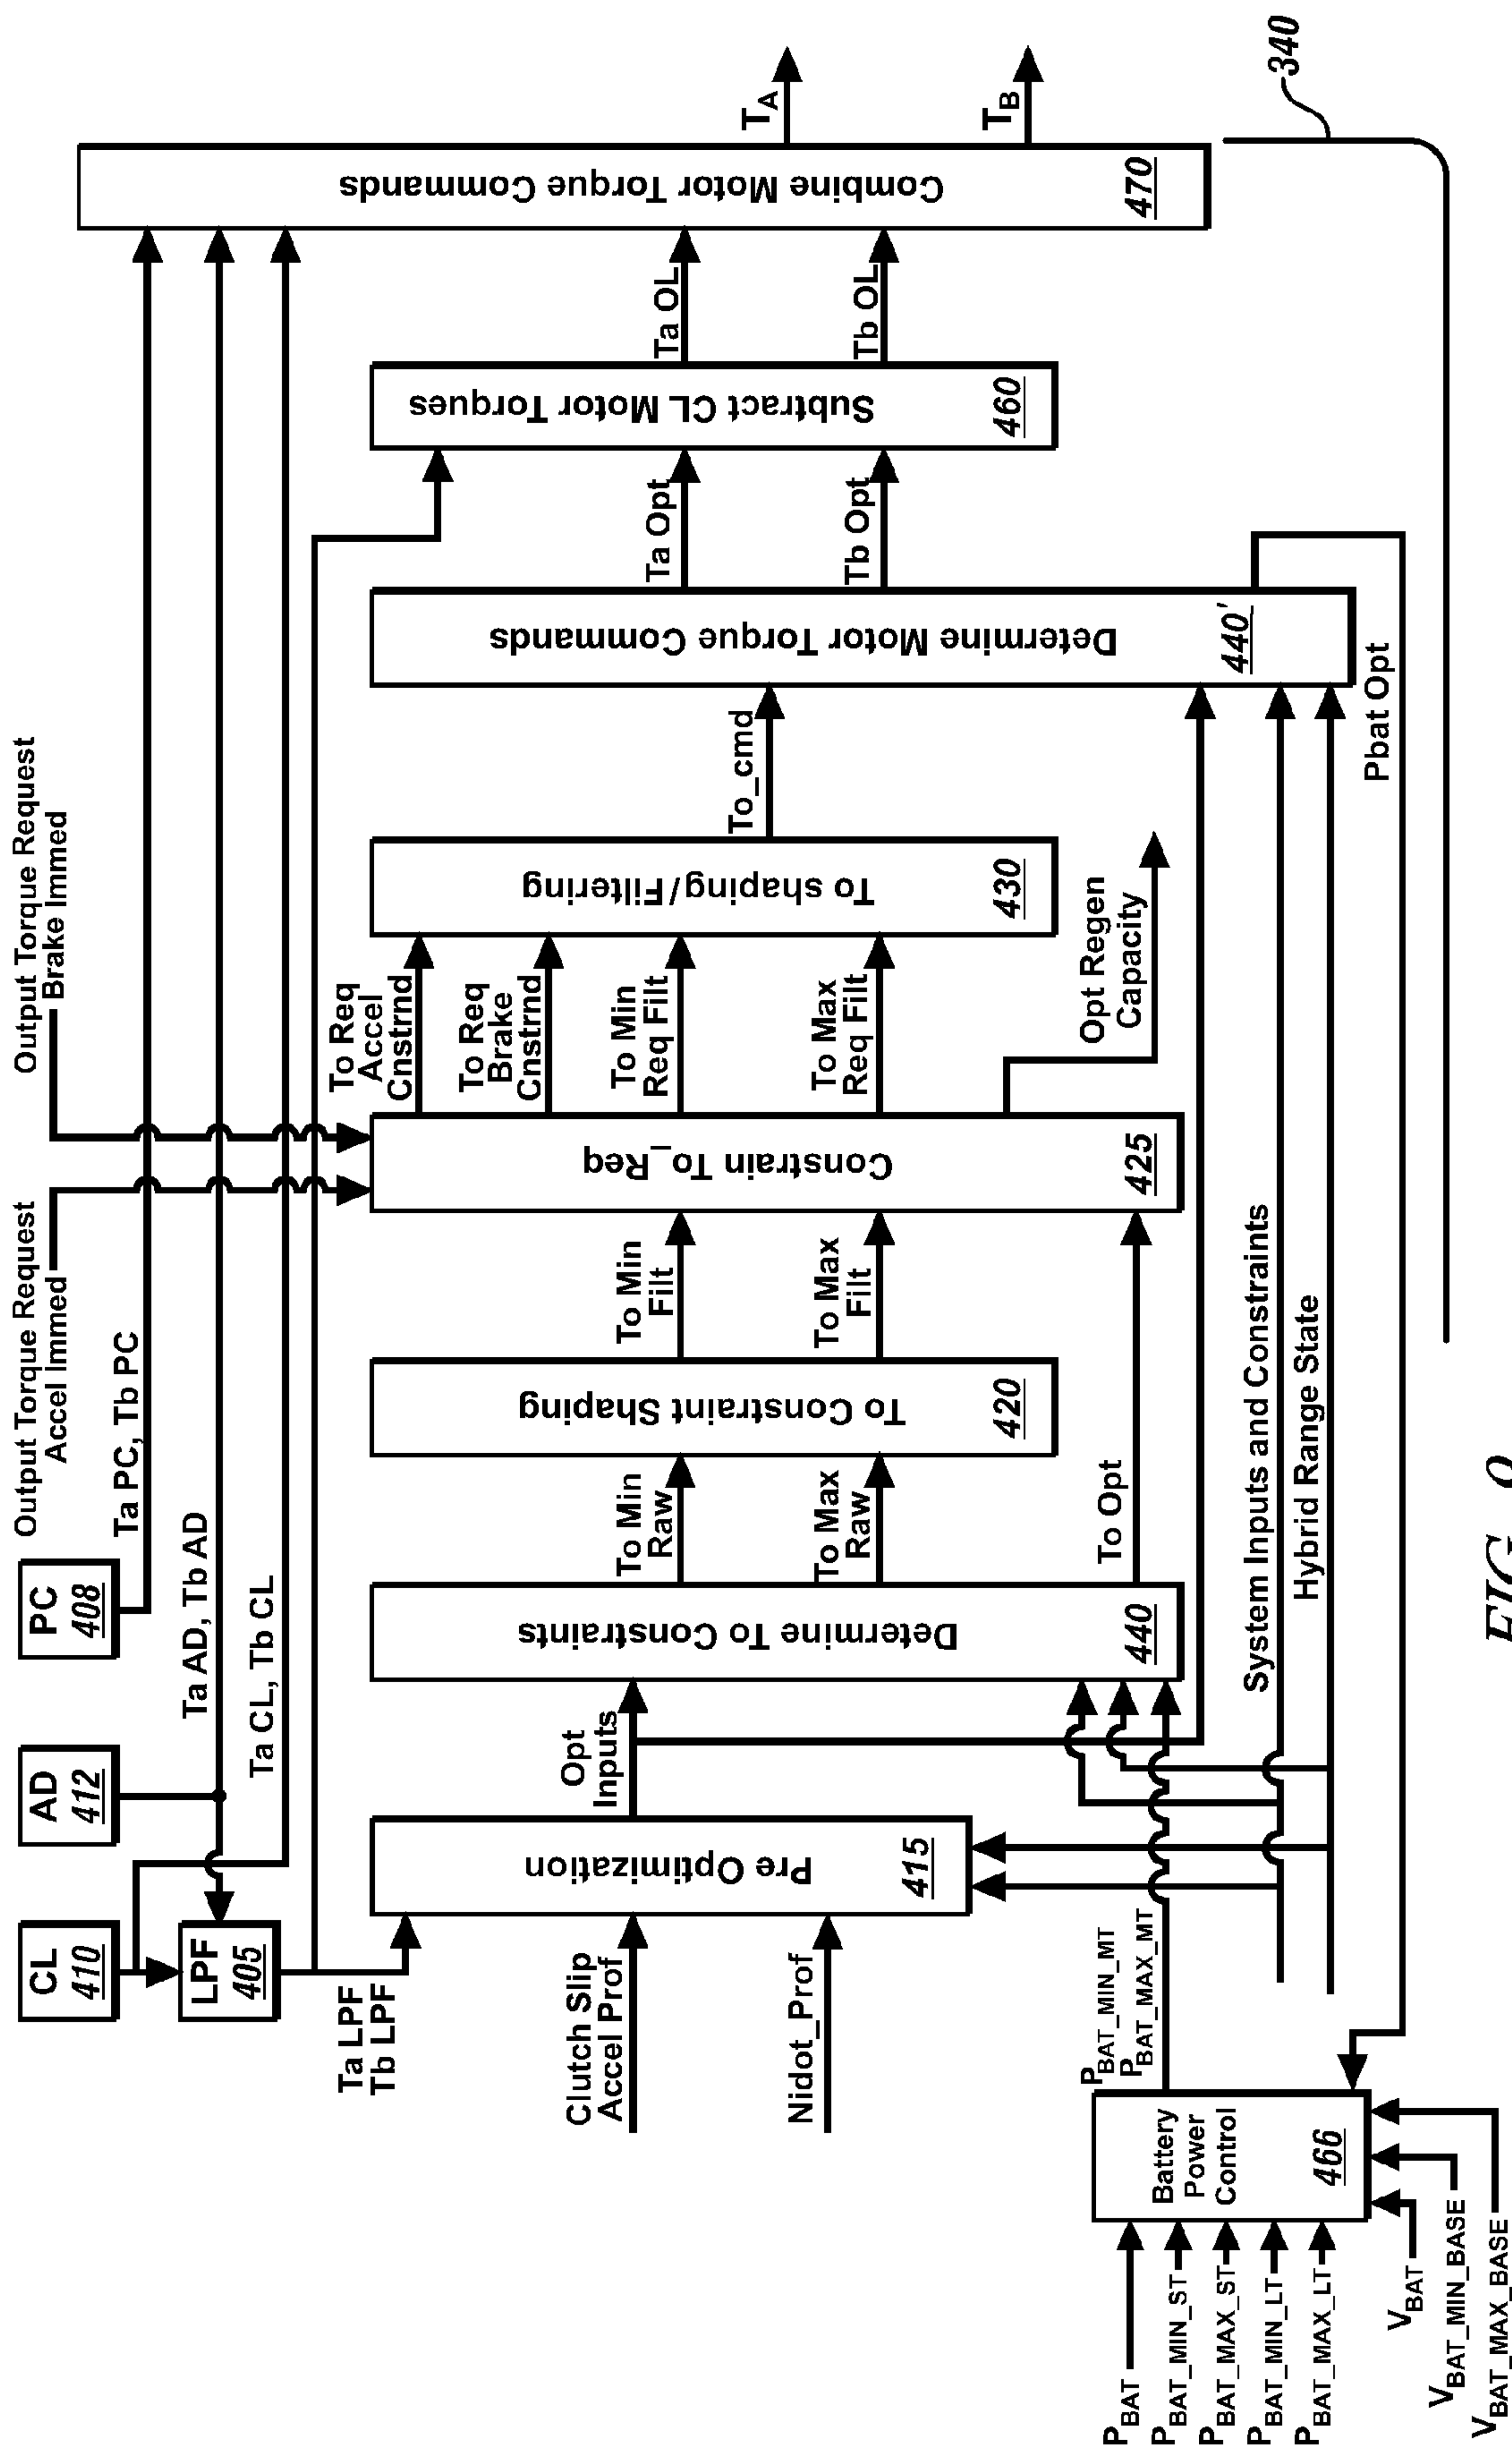 Output Torque Request
Accel Immed
Output Torque Request
Brake Immed
CL
410
AD
412
PC
408
Ta PC, Tb PC
Ta AD, Tb AD
Ta CL, Tb CL
LPF
405
Ta LPF
Tb LPF
Clutch Slip
Accel Prof
Nidot_Prof
Pre Optimization
415
Opt
Inputs
Determine To Constraints
440
To Min
Raw
To Max
Raw
To Opt
To Constraint Shaping
420
To Min
Filt
To Max
Filt
Constrain To_Req
425
To Req
Accel
Cnstrnd
To Req
Brake
Cnstrnd
To Min
Req Filt
To Max
Req Filt
Opt Regen
Capacity
To shaping/Filtering
430
To_cmd
Determine Motor Torque Commands
440'
Ta Opt
Tb Opt
Pbat Opt
Subtract CL Motor Torques
460
Ta OL
Tb OL
Combine Motor Torque Commands
470
TA
TB
340
PBAT_MIN_MT
PBAT_MAX_MT
System Inputs and Constraints
Hybrid Range State
Battery
Power
Control
466
PBAT
PBAT_MIN_ST
PBAT_MAX_ST
PBAT_MIN_LT
PBAT_MAX_LT
VBAT
VBAT_MIN_BASE
VBAT_MAX_BASE